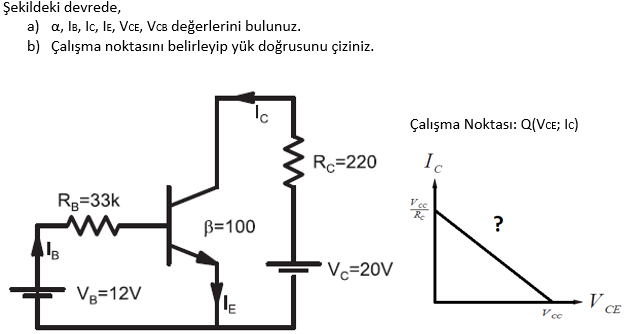 Şekildeki devrede,
a) α, IB, IC, IE, VCE, VCB değerlerini bulunuz.
b) Çalışma noktasını belirleyip yük doğrusunu çiziniz.
IC
Çalışma Noktası: Q(VCE; IC)
RC=220
IC
RB=33k
Vcc
Rc
β=100
?
IB
VC=20V
VB=12V
IE
Vcc
VCE